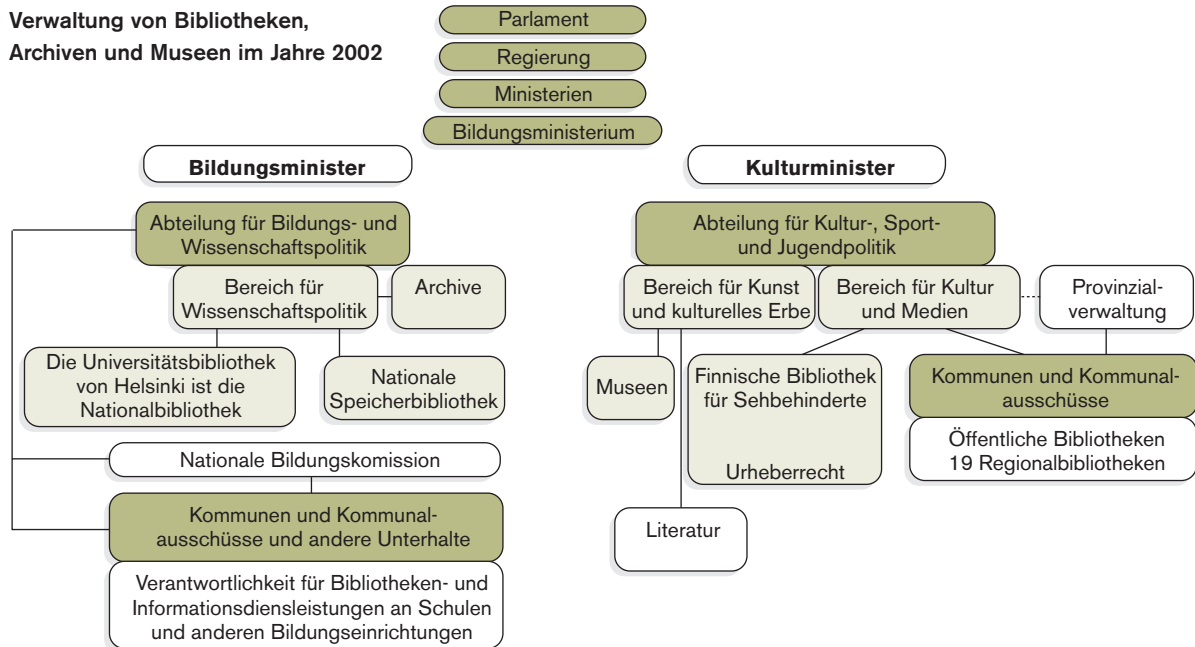 Verwaltung von Bibliotheken,
Archiven und Museen im Jahre 2002
Parlament
Regierung
Ministerien
Bildungsministerium
Bildungsminister
Kulturminister
Abteilung für Bildungs- und
Wissenschaftspolitik
Abteilung für Kultur-, Sport-
und Jugendpolitik
Bereich für
Wissenschaftspolitik
Archive
Bereich für Kunst
und kulturelles Erbe
Bereich für Kultur
und Medien
Provinzial-
verwaltung
Die Universitätsbibliothek
von Helsinki ist die
Nationalbibliothek
Nationale
Speicherbibliothek
Museen
Finnische Bibliothek
für Sehbehinderte
Urheberrecht
Kommunen und Kommunal-
ausschüsse
Öffentliche Bibliotheken
19 Regionalbibliotheken
Nationale Bildungskomission
Kommunen und Kommunal-
ausschüsse und andere Unterhalte
Literatur
Verantwortlichkeit für Bibliotheken- und
Informationsdiensleistungen an Schulen
und anderen Bildungseinrichtungen